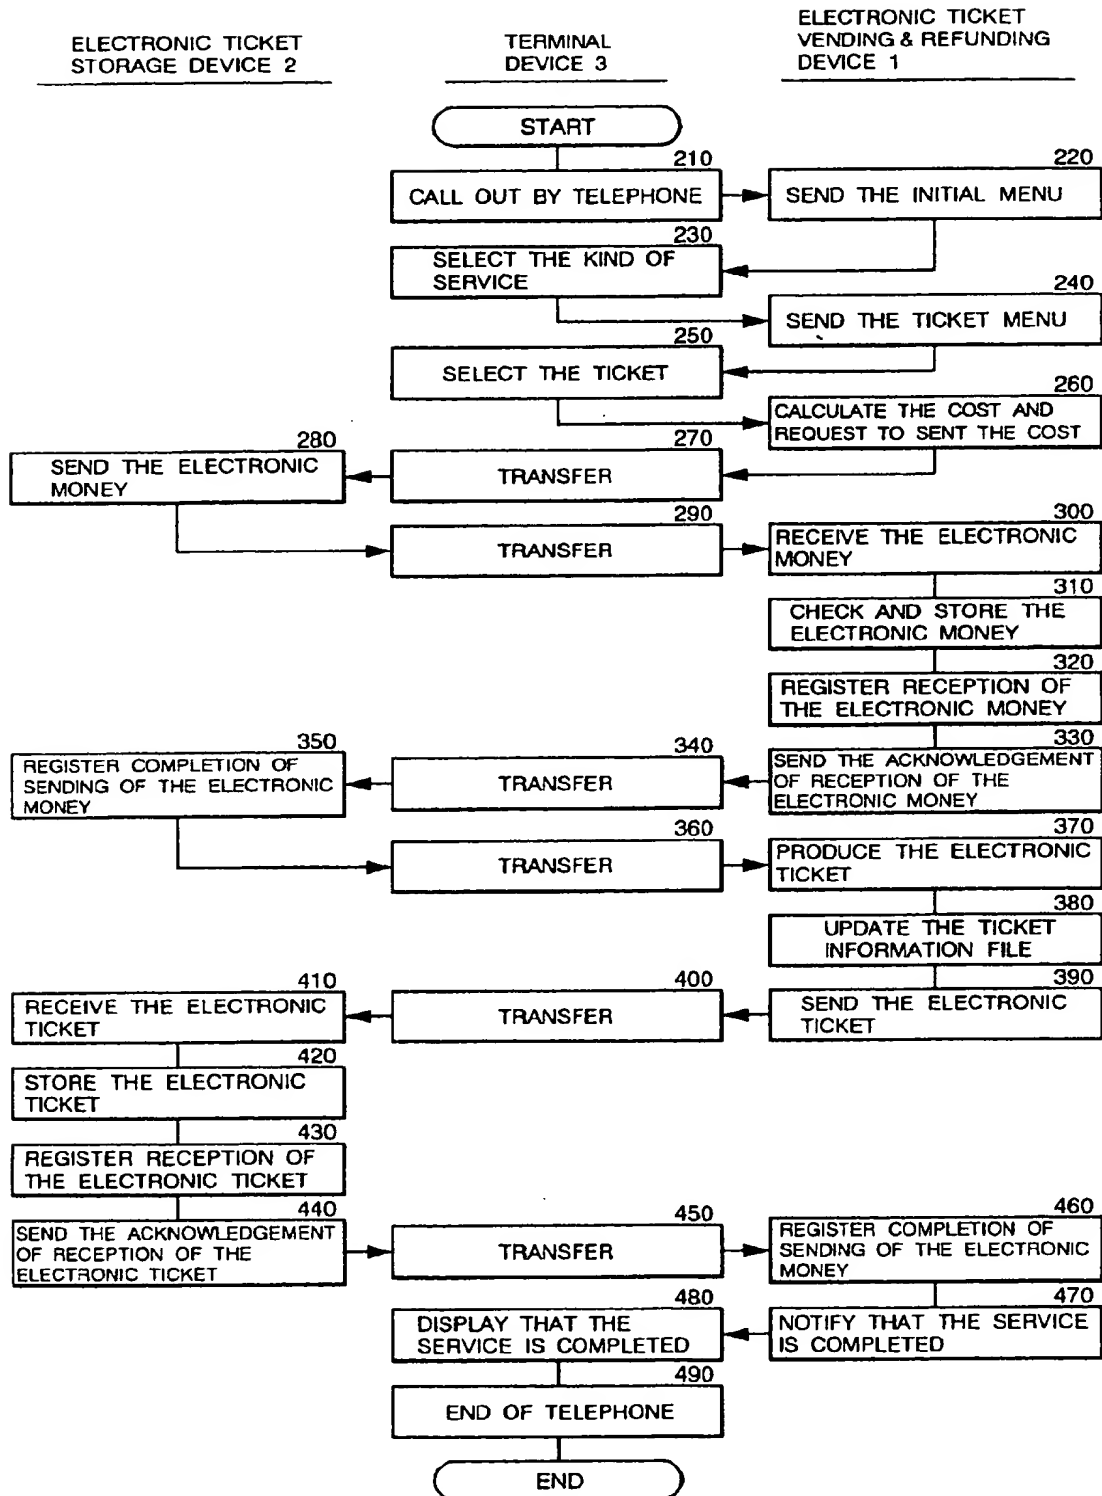 ELECTRONIC TICKET
STORAGE DEVICE 2
TERMINAL
DEVICE 3
ELECTRONIC TICKET
VENDING & REFUNDING
DEVICE 1
START
210
CALL OUT BY TELEPHONE
220
SEND THE INITIAL MENU
230
SELECT THE KIND OF
SERVICE
240
SEND THE TICKET MENU
250
SELECT THE TICKET
260
CALCULATE THE COST AND
REQUEST TO SENT THE COST
270
TRANSFER
280
SEND THE ELECTRONIC
MONEY
290
TRANSFER
300
RECEIVE THE ELECTRONIC
MONEY
310
CHECK AND STORE THE
ELECTRONIC MONEY
320
REGISTER RECEPTION OF
THE ELECTRONIC MONEY
330
SEND THE ACKNOWLEDGEMENT
OF RECEPTION OF THE
ELECTRONIC MONEY
340
TRANSFER
350
REGISTER COMPLETION OF
SENDING OF THE ELECTRONIC
MONEY
360
TRANSFER
370
PRODUCE THE ELECTRONIC
TICKET
380
UPDATE THE TICKET
INFORMATION FILE
390
SEND THE ELECTRONIC
TICKET
400
TRANSFER
410
RECEIVE THE ELECTRONIC
TICKET
420
STORE THE ELECTRONIC
TICKET
430
REGISTER RECEPTION OF
THE ELECTRONIC TICKET
440
SEND THE ACKNOWLEDGEMENT
OF RECEPTION OF THE
ELECTRONIC TICKET
450
TRANSFER
460
REGISTER COMPLETION OF
SENDING OF THE ELECTRONIC
MONEY
470
NOTIFY THAT THE SERVICE
IS COMPLETED
480
DISPLAY THAT THE
SERVICE IS COMPLETED
490
END OF TELEPHONE
END